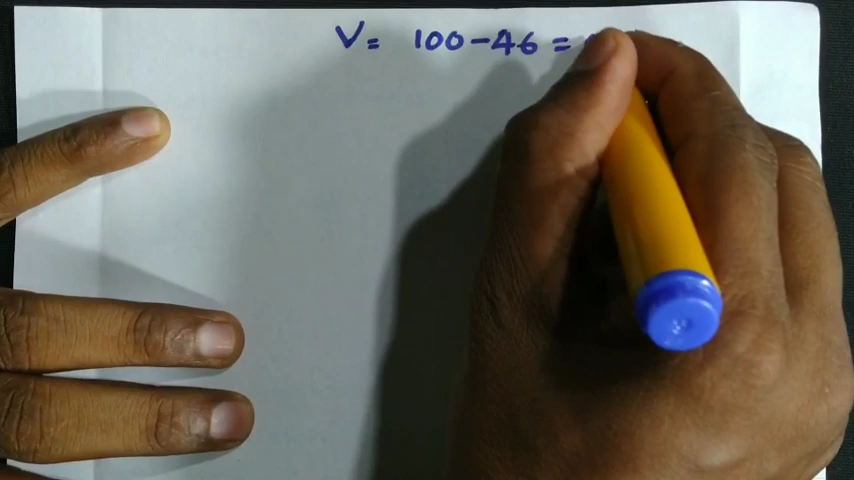 V= 100-46 =